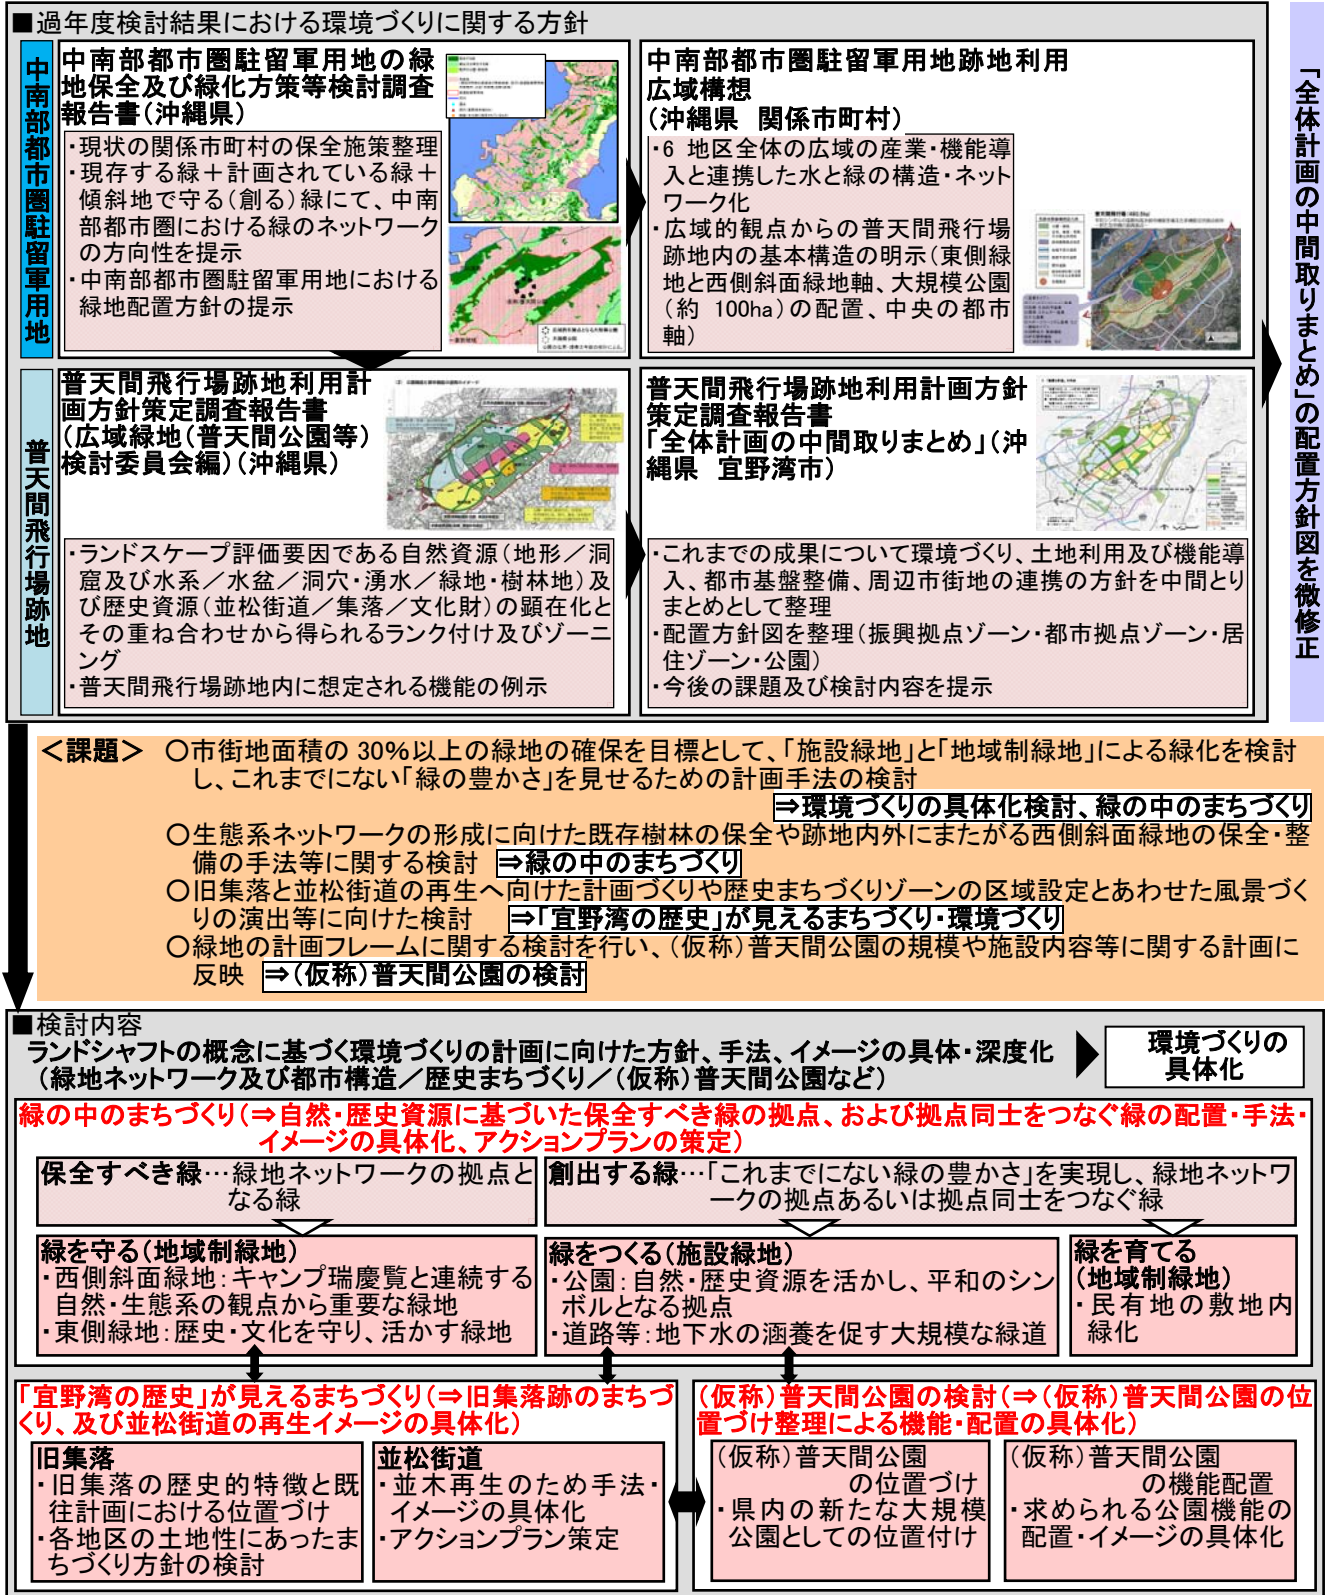 ■過年度検討結果における環境づくりに関する方針
中南部都市圏駐留軍用地
中南部都市圏駐留軍用地の緑
地保全及び緑化方策等検討調査
報告書(沖縄県)
・現状の関係市町村の保全施策整理
・現存する緑+計画されている緑+
傾斜地で守る(創る)緑にて、中南
部都市圏における緑のネットワーク
の方向性を提示
・中南部都市圏駐留軍用地における
緑地配置方針の提示
中南部都市圏駐留軍用地跡地利用
広域構想
(沖縄県 関係市町村)
・6 地区全体の広域の産業・機能導
入と連携した水と緑の構造・ネット
ワーク化
・広域的観点からの普天間飛行場
跡地内の基本構造の明示(東側緑
地と西側斜面緑地軸、大規模公園
(約 100ha)の配置、中央の都市
軸)
「全体計画の中間取りまとめ」の配置方針図を微修正
普天間飛行場跡地
普天間飛行場跡地利用計
画方針策定調査報告書
(広域緑地(普天間公園等)
検討委員会編)(沖縄県)
・ランドスケープ評価要因である自然資源(地形/洞
窟及び水系/水盆/洞穴・湧水/緑地・樹林地)及
び歴史資源(並松街道/集落/文化財)の顕在化と
その重ね合わせから得られるランク付け及びゾーニ
ング
・普天間飛行場跡地内に想定される機能の例示
普天間飛行場跡地利用計画方針
策定調査報告書
「全体計画の中間取りまとめ」(沖
縄県 宜野湾市)
・これまでの成果について環境づくり、土地利用及び機能導
入、都市基盤整備、周辺市街地の連携の方針を中間とり
まとめとして整理
・配置方針図を整理(振興拠点ゾーン・都市拠点ゾーン・居
住ゾーン・公園)
・今後の課題及び検討内容を提示
<課題> ○市街地面積の 30%以上の緑地の確保を目標として、「施設緑地」と「地域制緑地」による緑化を検討
し、これまでにない「緑の豊かさ」を見せるための計画手法の検討
⇒環境づくりの具体化検討、緑の中のまちづくり
○生態系ネットワークの形成に向けた既存樹林の保全や跡地内外にまたがる西側斜面緑地の保全・整
備の手法等に関する検討 ⇒緑の中のまちづくり
○旧集落と並松街道の再生へ向けた計画づくりや歴史まちづくりゾーンの区域設定とあわせた風景づく
りの演出等に向けた検討 ⇒「宜野湾の歴史」が見えるまちづくり・環境づくり
○緑地の計画フレームに関する検討を行い、(仮称)普天間公園の規模や施設内容等に関する計画に
反映 ⇒(仮称)普天間公園の検討
■検討内容
ランドシャフトの概念に基づく環境づくりの計画に向けた方針、手法、イメージの具体・深度化
(緑地ネットワーク及び都市構造/歴史まちづくり/(仮称)普天間公園など)
環境づくりの
具体化
緑の中のまちづくり(⇒自然・歴史資源に基づいた保全すべき緑の拠点、および拠点同士をつなぐ緑の配置・手法・
イメージの具体化、アクションプランの策定)
保全すべき緑…緑地ネットワークの拠点と
なる緑
創出する緑…「これまでにない緑の豊かさ」を実現し、緑地ネットワ
ークの拠点あるいは拠点同士をつなぐ緑
緑を守る(地域制緑地)
・西側斜面緑地:キャンプ瑞慶覧と連続する
自然・生態系の観点から重要な緑地
・東側緑地:歴史・文化を守り、活かす緑地
緑をつくる(施設緑地)
・公園:自然・歴史資源を活かし、平和のシン
ボルとなる拠点
・道路等:地下水の涵養を促す大規模な緑道
緑を育てる
(地域制緑地)
・民有地の敷地内
緑化
「宜野湾の歴史」が見えるまちづくり(⇒旧集落跡のまちづ
くり、及び並松街道の再生イメージの具体化)
旧集落
・旧集落の歴史的特徴と既
往計画における位置づけ
・各地区の土地性にあったま
ちづくり方針の検討
並松街道
・並木再生のため手法・
イメージの具体化
・アクションプラン策定
(仮称)普天間公園の検討(⇒(仮称)普天間公園の位
置づけ整理による機能・配置の具体化)
(仮称)普天間公園
の位置づけ
・県内の新たな大規模
公園としての位置付け
(仮称)普天間公園
の機能配置
・求められる公園機能の
配置・イメージの具体化